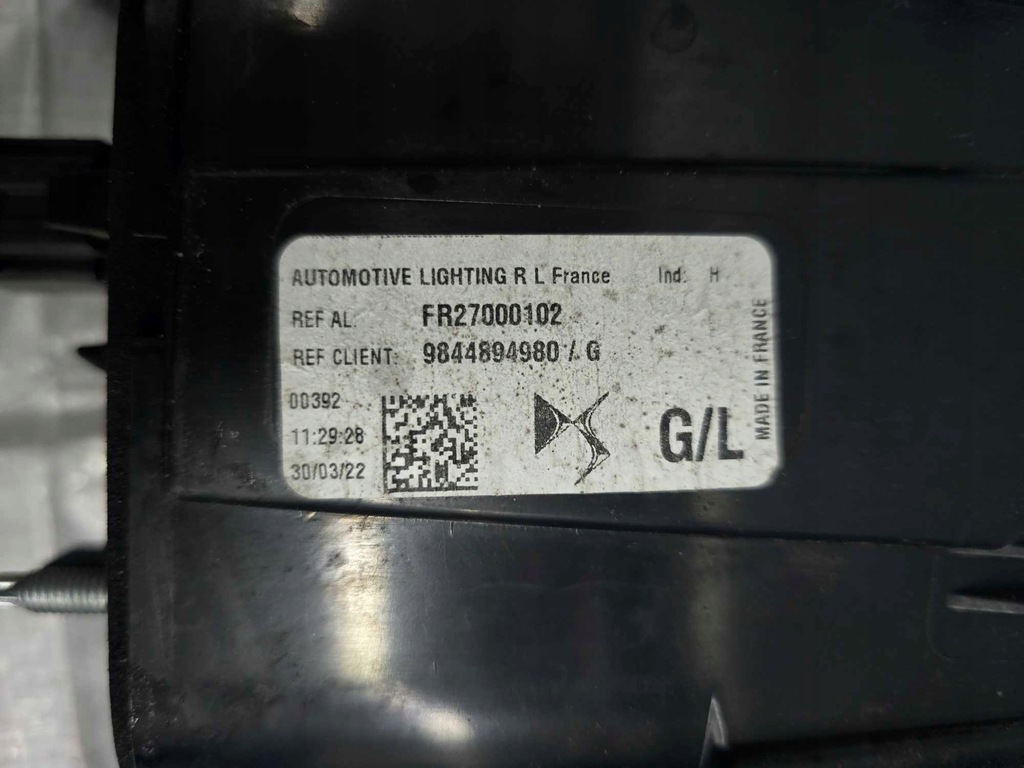 AUTOMOTIVE LIGHTING R L France Ind: H
REF AL: FR27000102
REF CLIENT: 9844894980 / G
00392
11:29:28
30/03/22
G/L
MADE IN FRANCE